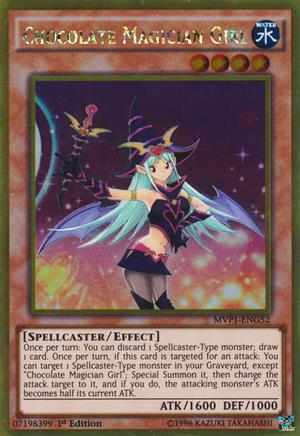 CHOCOLATE MAGICIAN GIRL
WATER
水
MVP1-ENG52
[SPELLCASTER/EFFECT]
Once per turn: You can discard 1 Spellcaster-Type monster; draw
1 card. Once per turn, if this card is targeted for an attack: You
can target 1 Spellcaster-Type monster in your Graveyard, except
"Chocolate Magician Girl"; Special Summon it, then change the
attack target to it, and if you do, the attacking monster's ATK
becomes half its current ATK.
ATK/1600 DEF/1000
07198399 1st Edition ©1996 KAZUKI TAKAHASHI